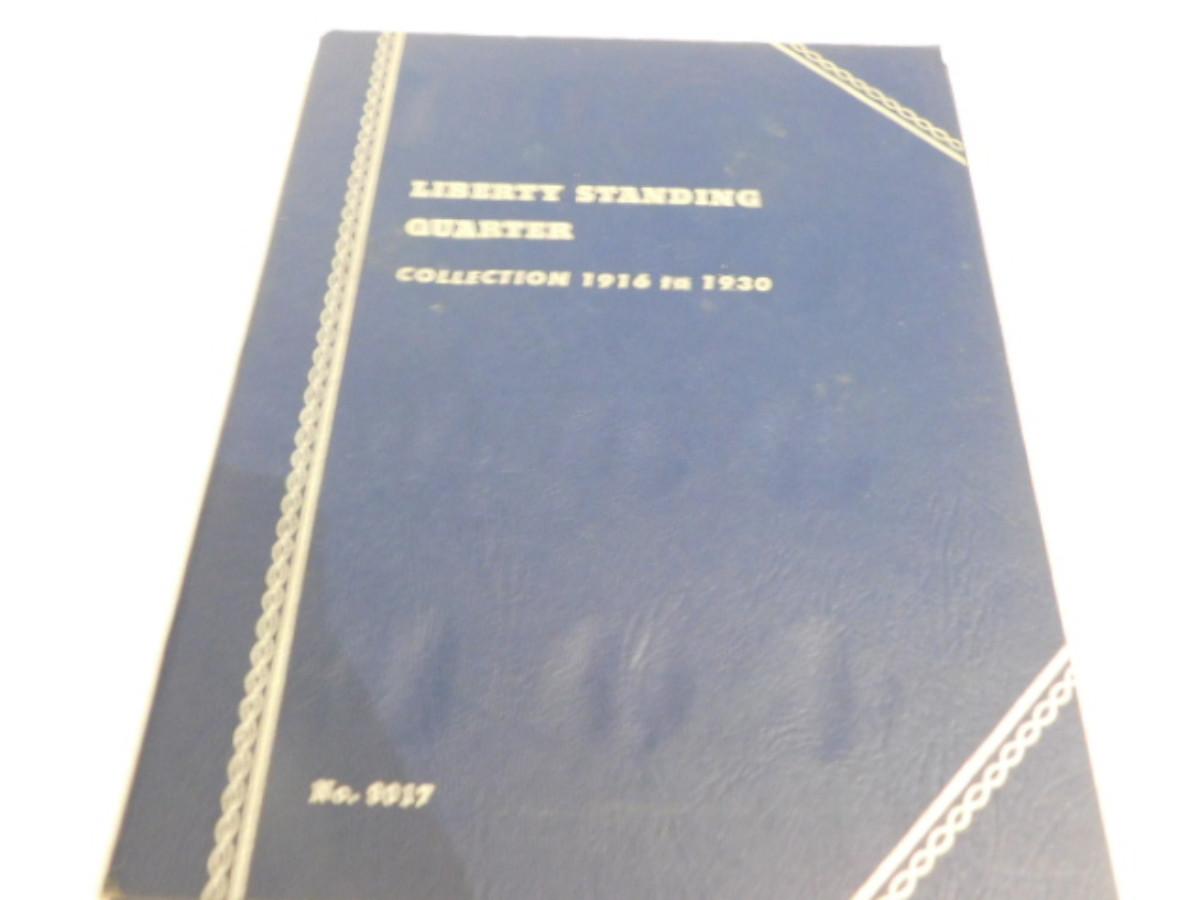 LIBERTY STANDING
QUARTER
COLLECTION 1916 to 1930
No. 9017